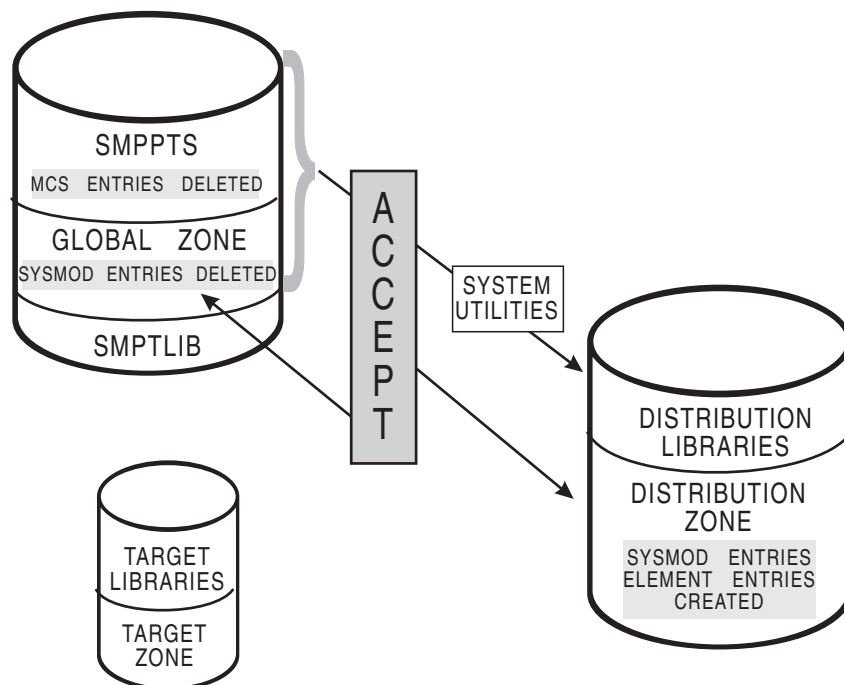 SMPPTS
MCS ENTRIES DELETED
GLOBAL ZONE
SYSMOD ENTRIES DELETED
SMPTLIB
ACCEPT
SYSTEM
UTILITIES
DISTRIBUTION
LIBRARIES
DISTRIBUTION
ZONE
SYSMOD ENTRIES
ELEMENT ENTRIES
CREATED
TARGET
LIBRARIES
TARGET
ZONE